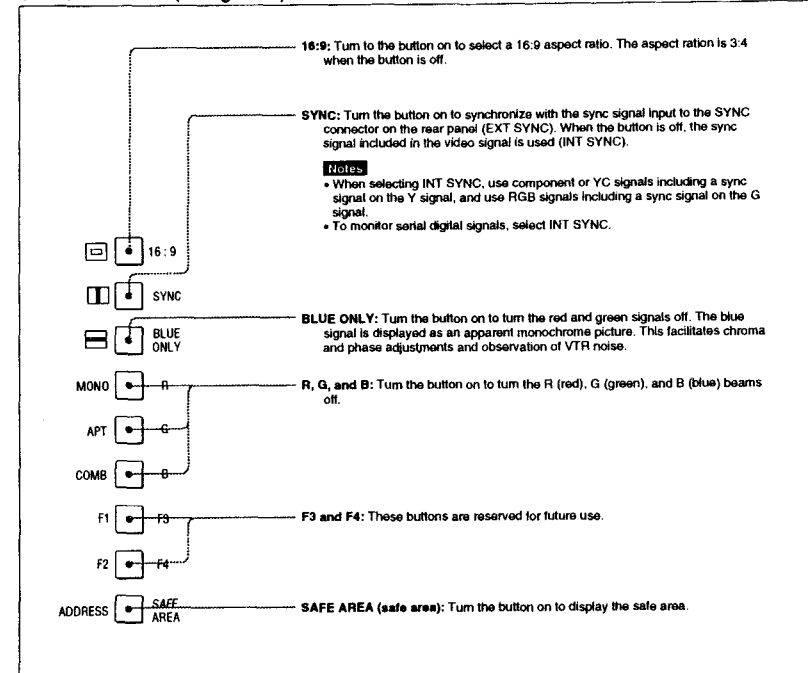 16:9: Turn to the button on to select a 16:9 aspect ratio. The aspect ration is 3:4
when the button is off.
SYNC: Turn the button on to synchronize with the sync signal input to the SYNC
connector on the rear panel (EXT SYNC). When the button is off, the sync
signal included in the video signal is used (INT SYNC).
Notes
• When selecting INT SYNC, use component or YC signals including a sync
signal on the Y signal, and use RGB signals including a sync signal on the G
signal.
• To monitor serial digital signals, select INT SYNC.
16:9
SYNC
BLUE
ONLY
BLUE ONLY: Turn the button on to turn the red and green signals off. The blue
signal is displayed as an apparent monochrome picture. This facilitates chroma
and phase adjustments and observation of VTR noise.
MONO R
R, G, and B: Turn the button on to turn the R (red), G (green), and B (blue) beams
off.
APT G
COMB B
F1 F3
F3 and F4: These buttons are reserved for future use.
F2 F4
ADDRESS SAFE
AREA
SAFE AREA (safe area): Turn the button on to display the safe area.